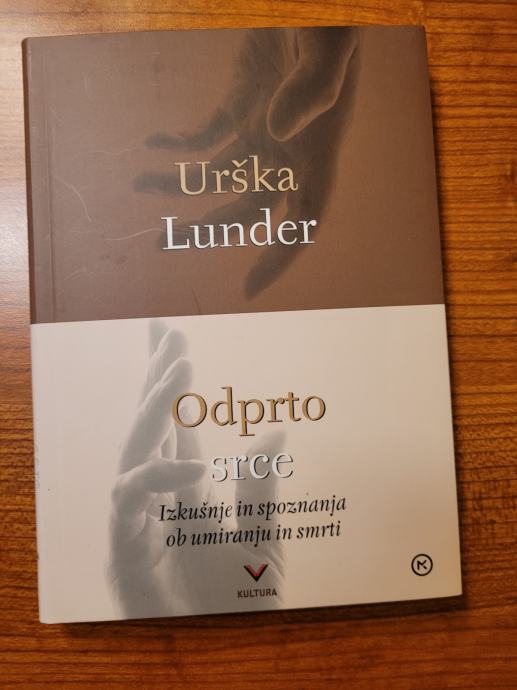 Urška
Lunder
Odprto
srce
Izkušnje in spoznanja
ob umiranju in smrti
KULTURA